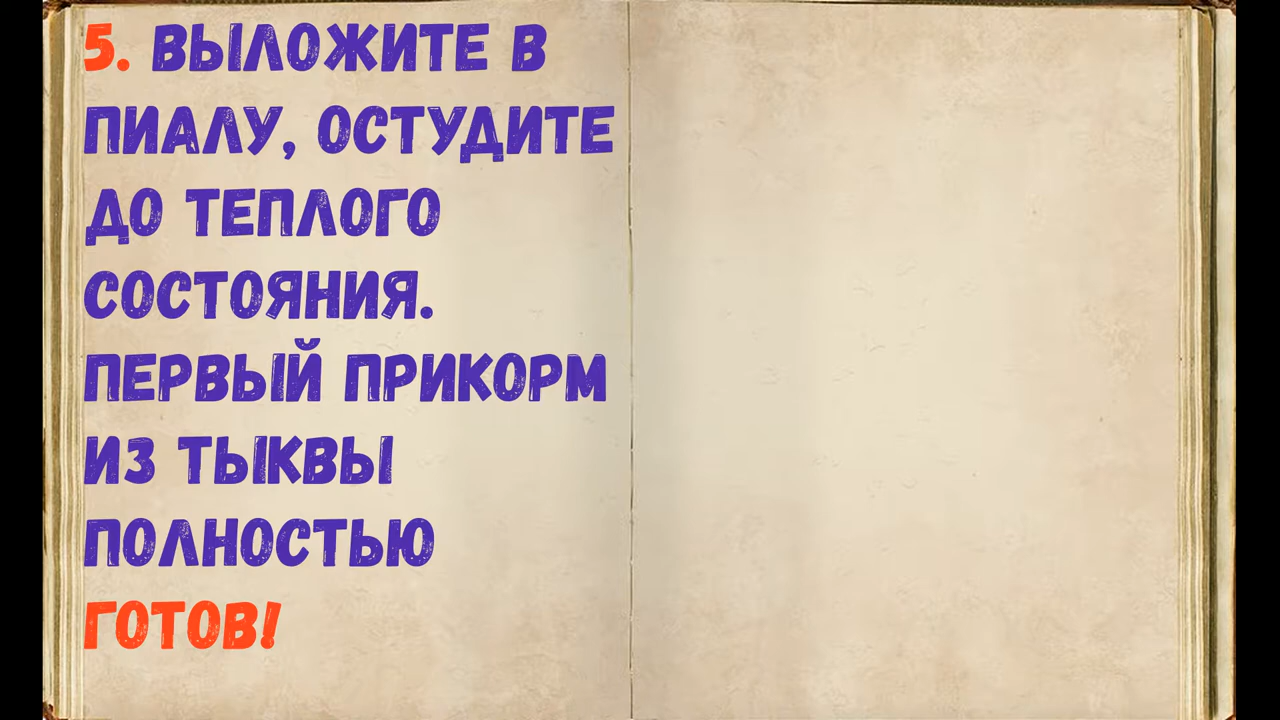 5. ВЫЛОЖИТЕ В
ПИАЛУ, ОСТУДИТЕ
ДО ТЕПЛОГО
СОСТОЯНИЯ.
ПЕРВЫЙ ПРИКОРМ
ИЗ ТЫКВЫ
ПОЛНОСТЬЮ
ГОТОВ!